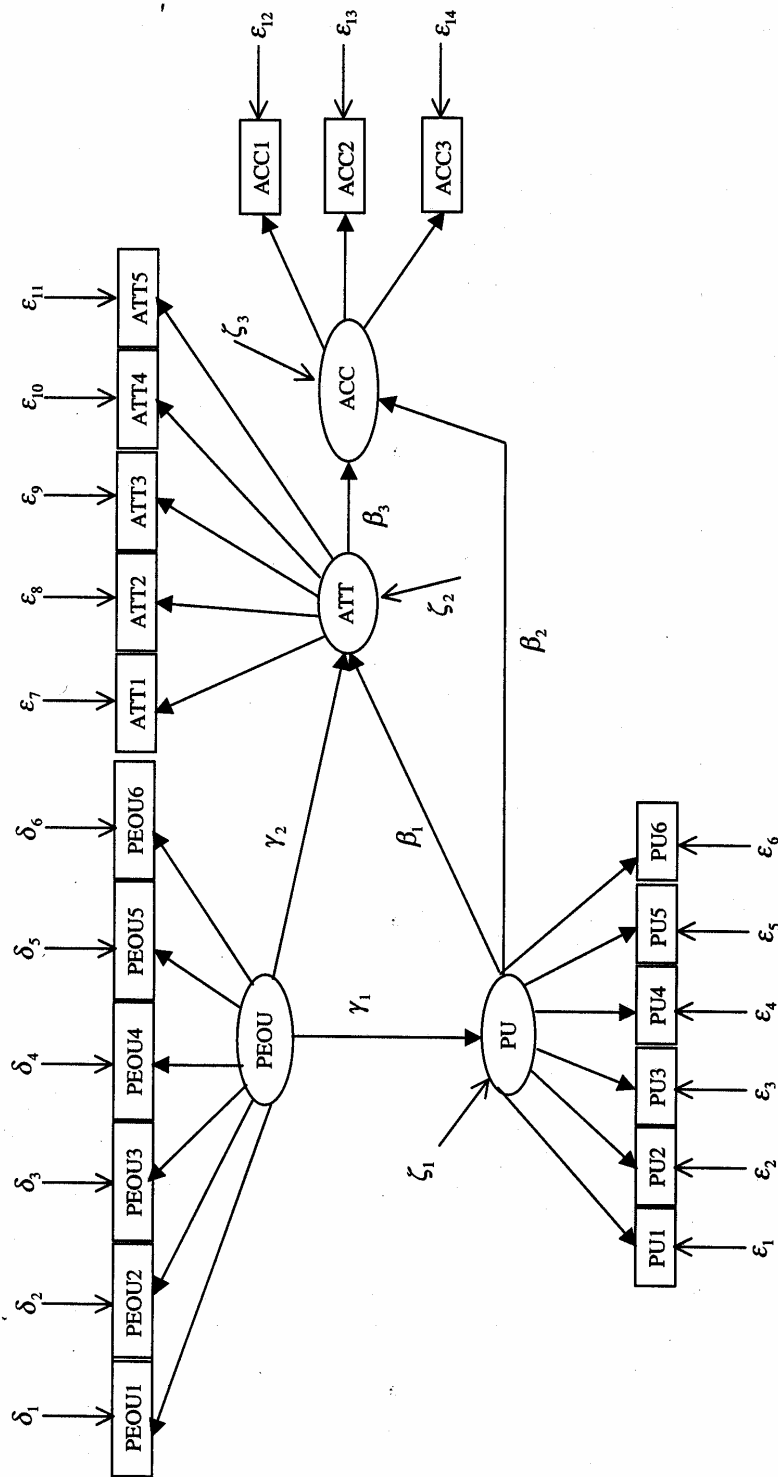 δ₁ δ₂ δ₃ δ₄ δ₅ δ₆ ε₇ ε₈ ε₉ ε₁₀ ε₁₁
PEOU1 PEOU2 PEOU3 PEOU4 PEOU5 PEOU6 ATT1 ATT2 ATT3 ATT4 ATT5
ε₁₂
ACC1
PEOU
γ₂
ζ₃
γ₁
ATT
β₃
ACC
ACC2
ε₁₃
β₁
ζ₂
ACC3
ε₁₄
ζ₁
PU
β₂
PU1 PU2 PU3 PU4 PU5 PU6
ε₁ ε₂ ε₃ ε₄ ε₅ ε₆